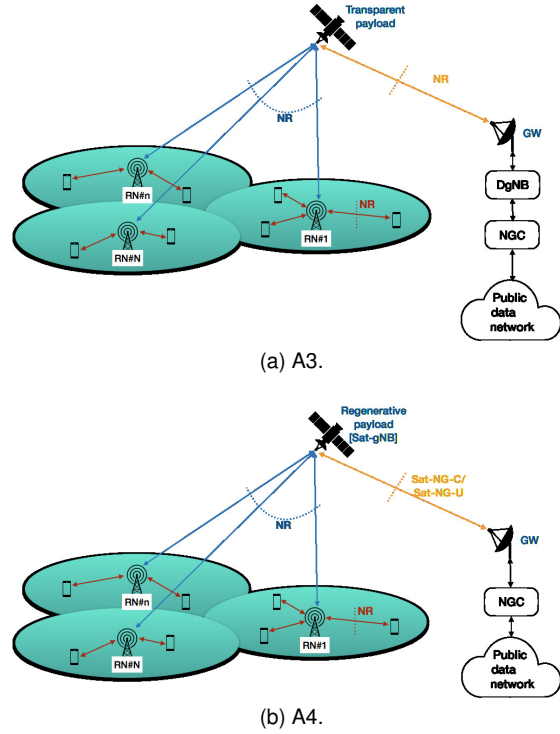 Transparent
payload
NR
NR
GW
RN#n
NR
DgNB
RN#N
RN#1
NGC
Public
data
network
(a) A3.
Regenerative
payload
[Sat-gNB]
Sat-NG-C/
Sat-NG-U
NR
GW
RN#n
NR
NGC
RN#N
RN#1
Public
data
network
(b) A4.